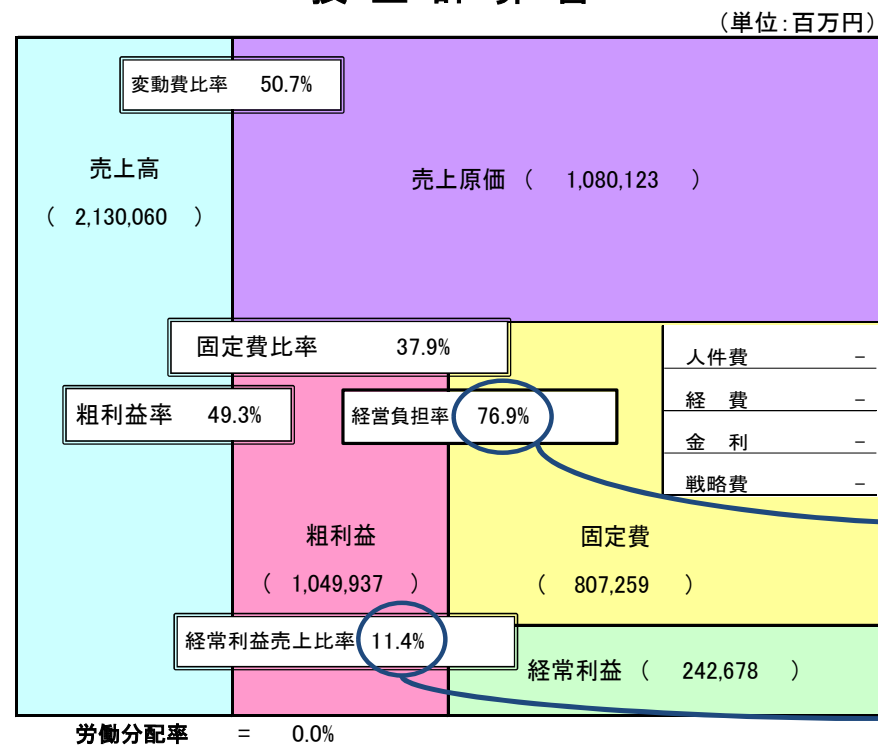 (単位:百万円)
変動費比率 50.7%
売上高
( 2,130,060 )
売上原価 ( 1,080,123 )
固定費比率 37.9%
粗利益率 49.3%
経営負担率 76.9%
人件費 -
経 費 -
金 利 -
戦略費 -
粗利益
( 1,049,937 )
固定費
( 807,259 )
経常利益売上比率 11.4%
経常利益 ( 242,678 )
労働分配率 = 0.0%